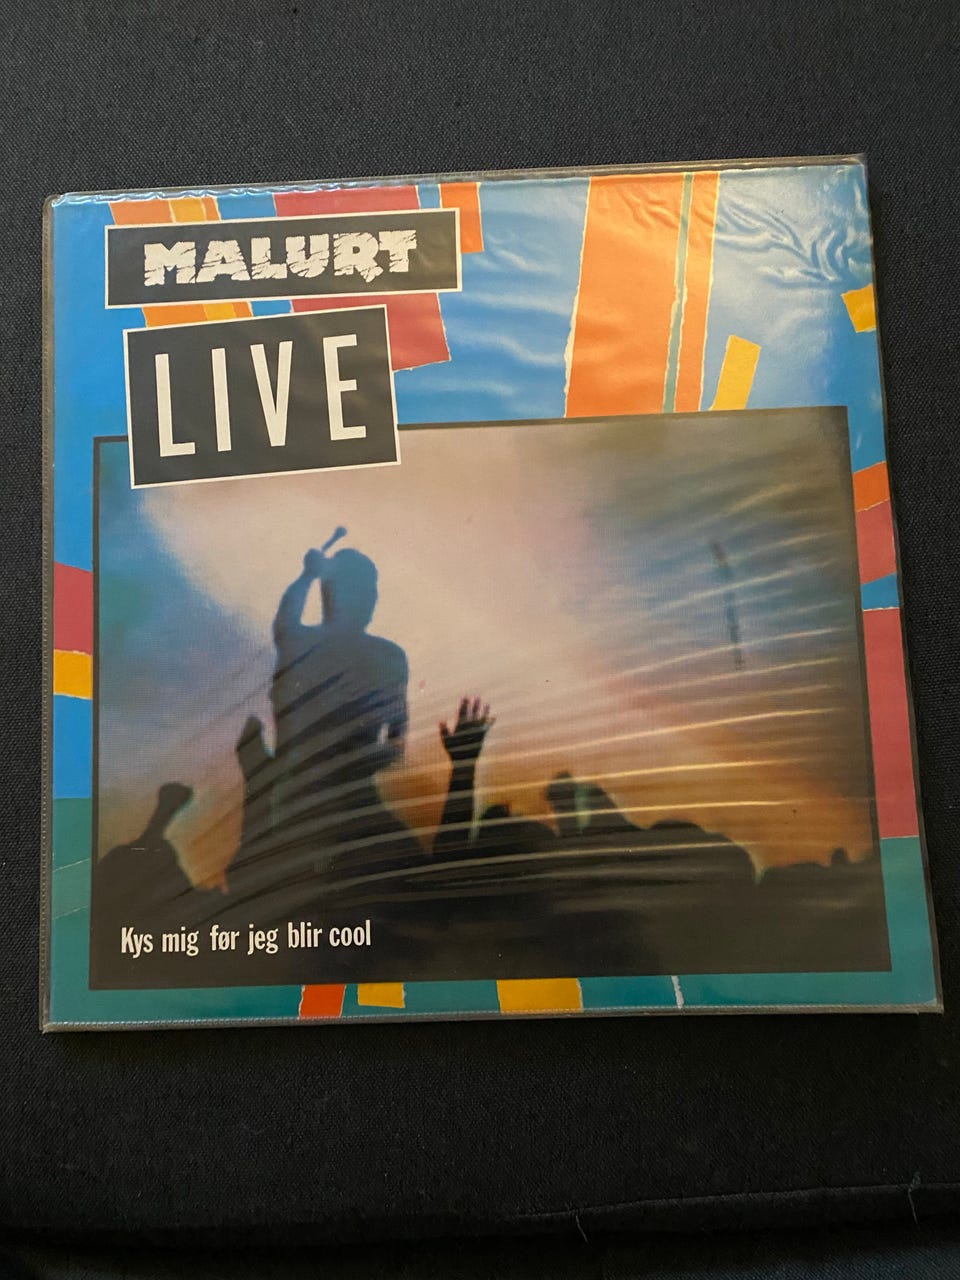 MALURT
LIVE
Kys mig før jeg blir cool